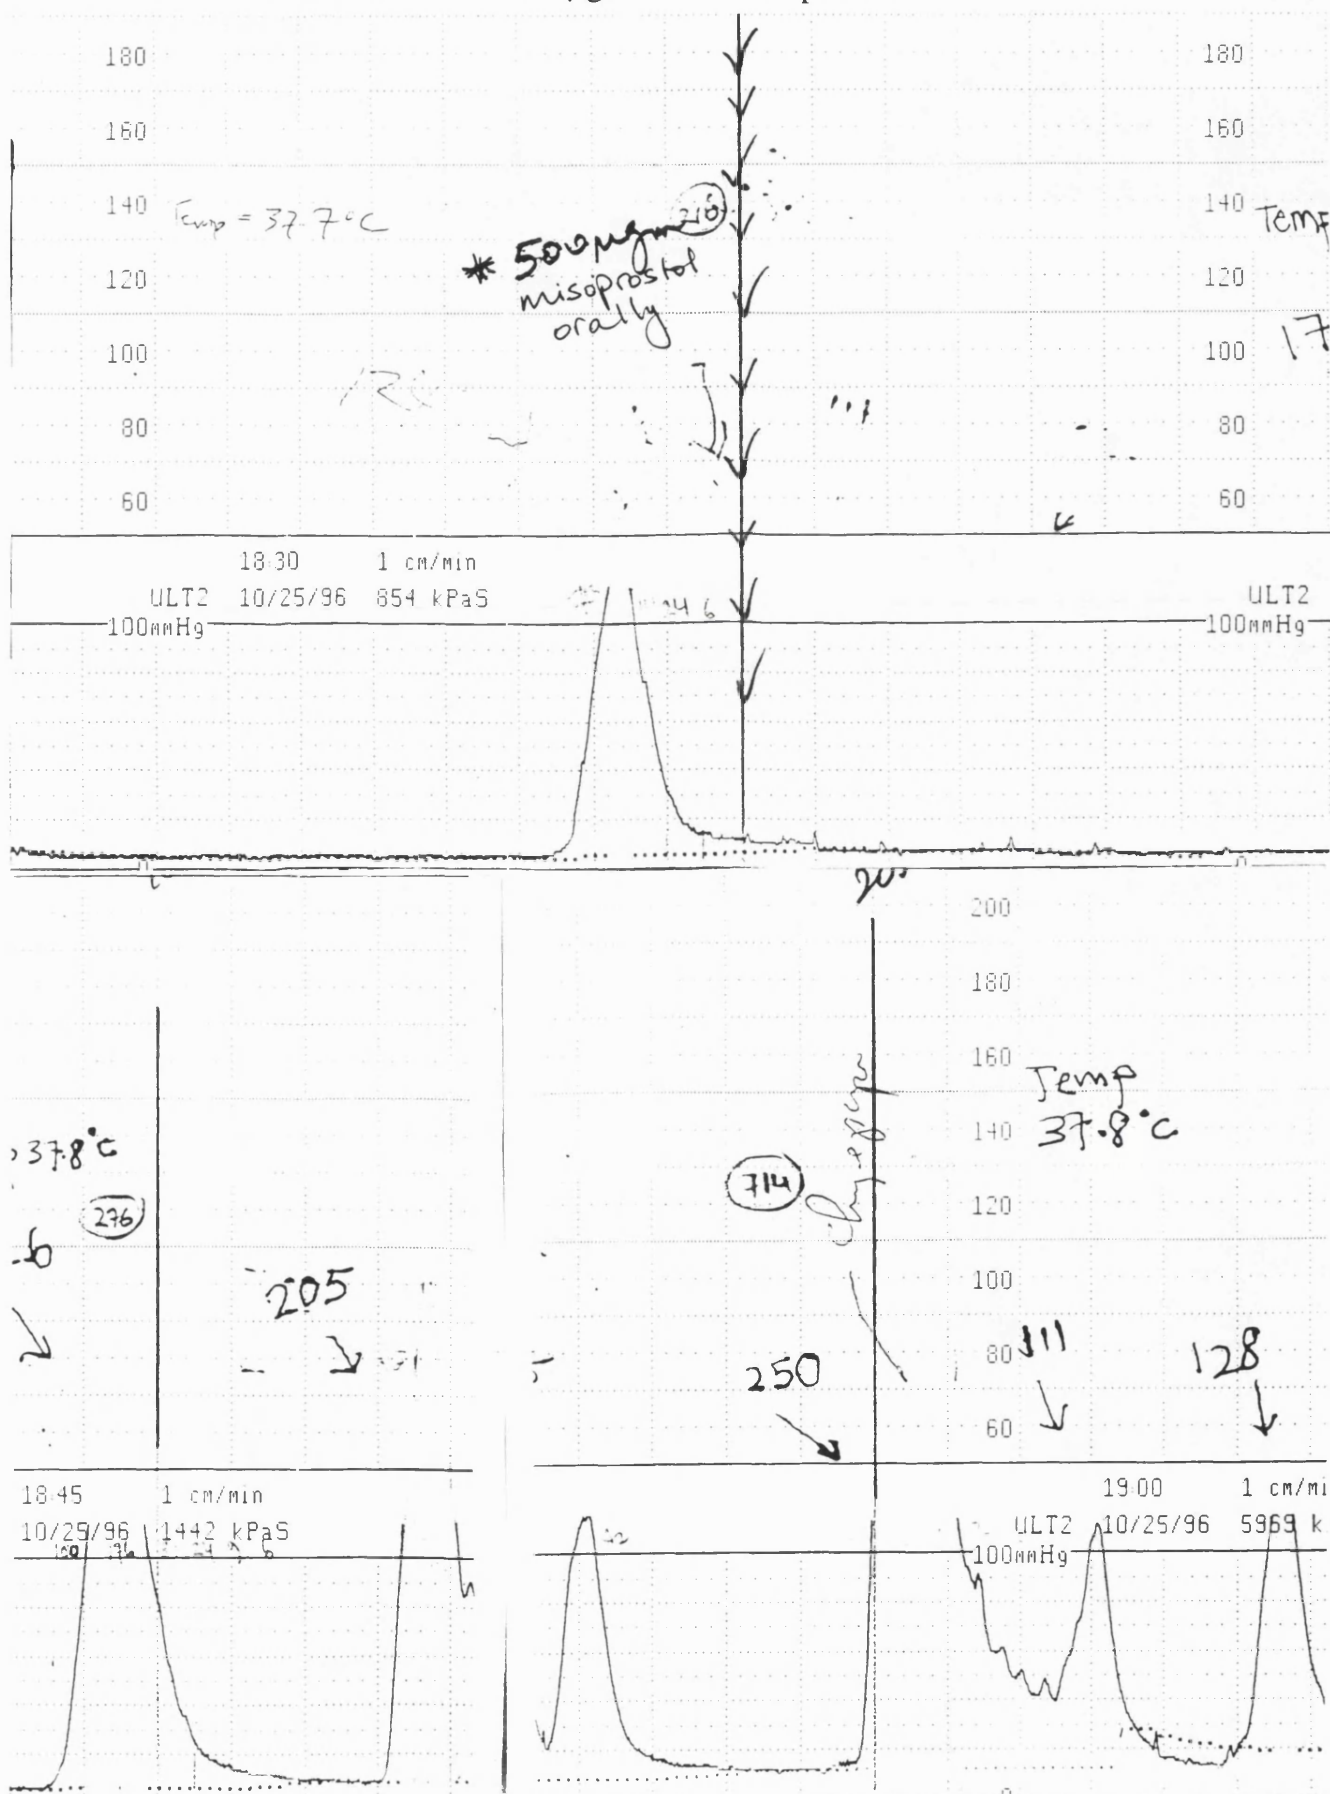 180
160
140
120
100
80
60
180
160
140
120
100
80
60
Temp = 37.7°C
* 500 µgm
misoprostol
orally
210
Temp
17
18:30 1 cm/min
ULT2 10/25/96 854 kPaS
100mmHg
ULT2
100mmHg
37.8°C
276
205
18:45 1 cm/min
10/25/96 1442 kPaS
200
180
160
140
120
100
80
60
Temp
37.8°C
714
250
111
128
19:00 1 cm/mi
ULT2 10/25/96 5969 k
100mmHg